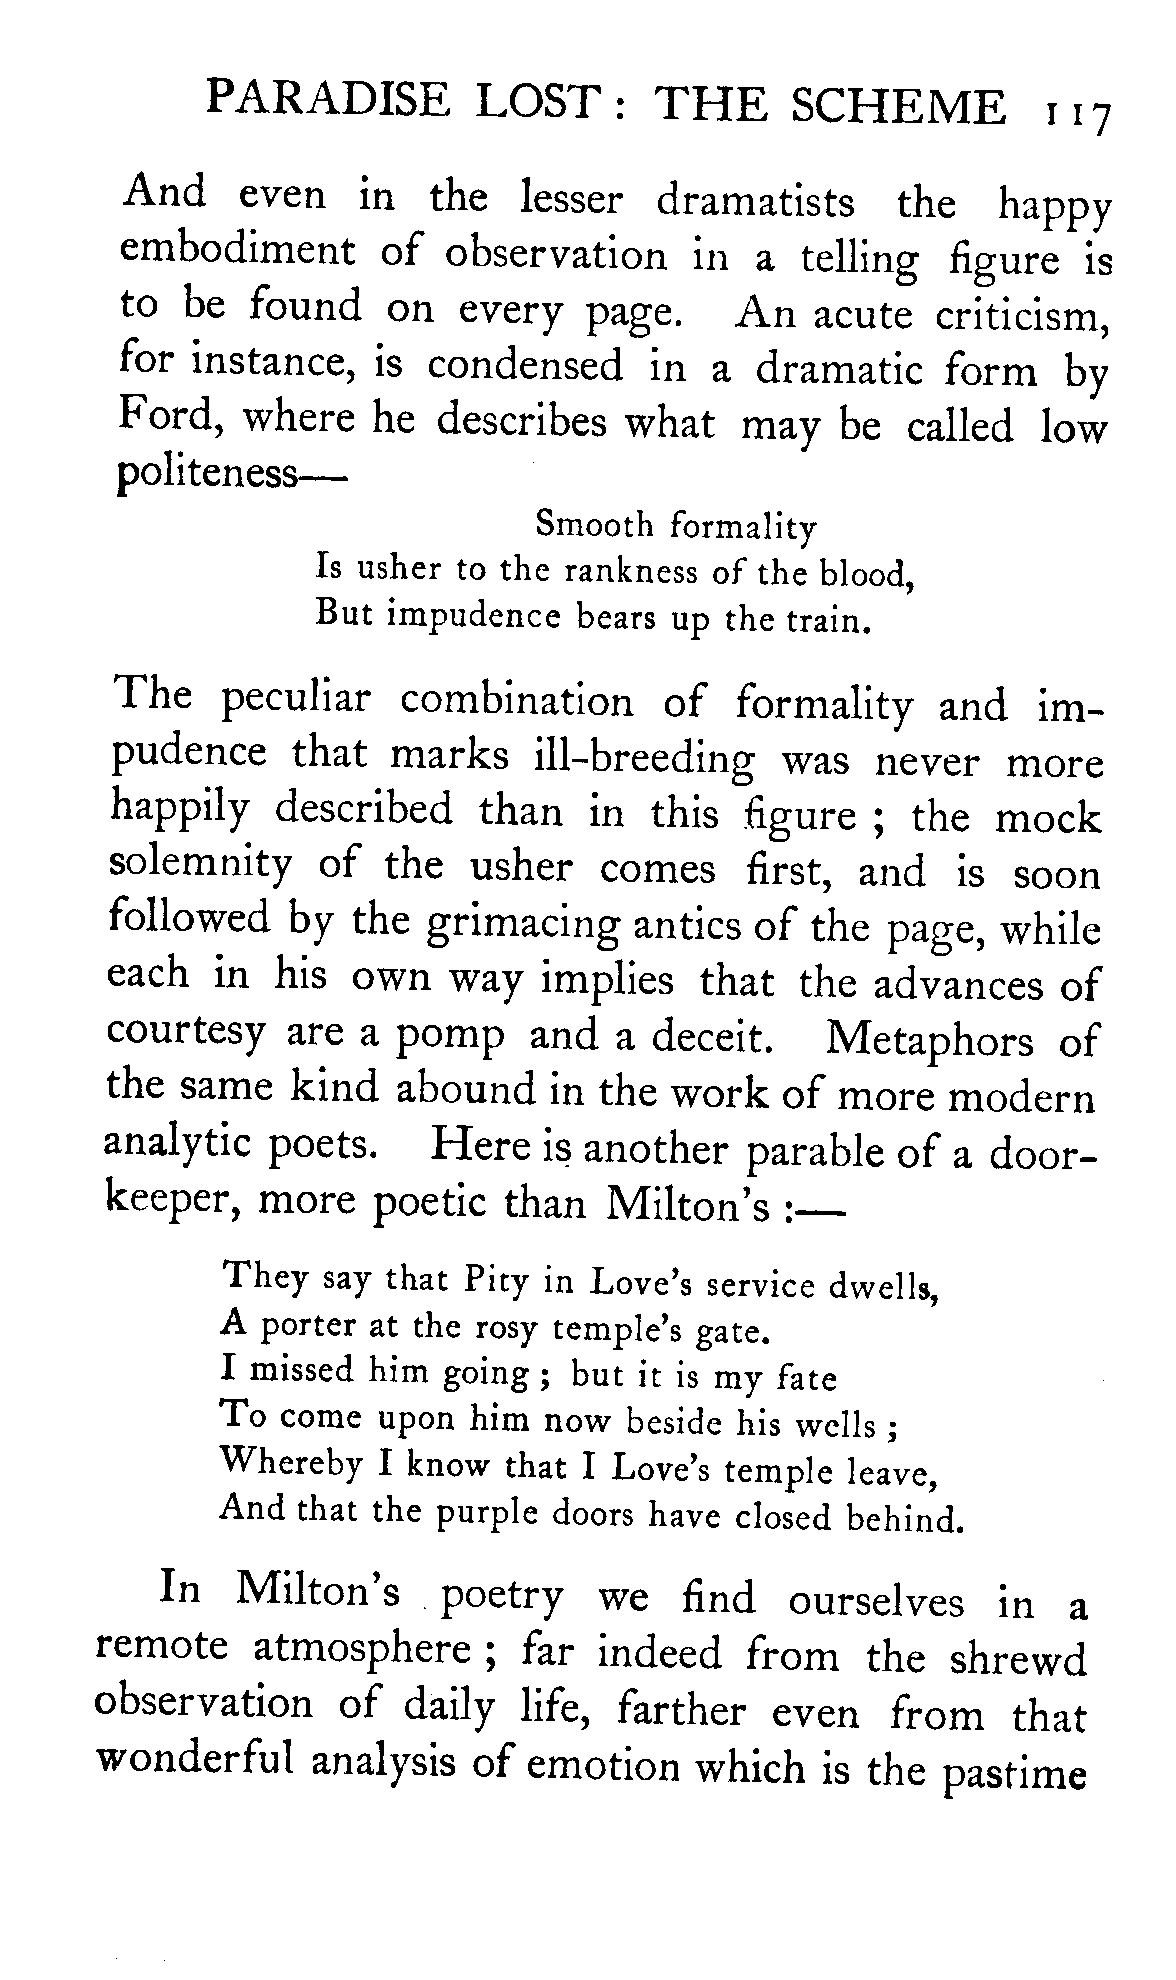 PARADISE LOST: THE SCHEME 117
And even in the lesser dramatists the happy
embodiment of observation in a telling figure is
to be found on every page. An acute criticism,
for instance, is condensed in a dramatic form by
Ford, where he describes what may be called low
politeness—
Smooth formality
Is usher to the rankness of the blood,
But impudence bears up the train.
The peculiar combination of formality and im-
pudence that marks ill-breeding was never more
happily described than in this figure ; the mock
solemnity of the usher comes first, and is soon
followed by the grimacing antics of the page, while
each in his own way implies that the advances of
courtesy are a pomp and a deceit. Metaphors of
the same kind abound in the work of more modern
analytic poets. Here is another parable of a door-
keeper, more poetic than Milton's :—
They say that Pity in Love's service dwells,
A porter at the rosy temple's gate.
I missed him going ; but it is my fate
To come upon him now beside his wells ;
Whereby I know that I Love's temple leave,
And that the purple doors have closed behind.
In Milton's poetry we find ourselves in a
remote atmosphere ; far indeed from the shrewd
observation of daily life, farther even from that
wonderful analysis of emotion which is the pastime